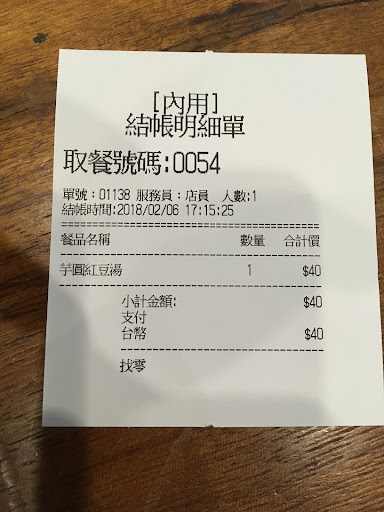 [內用]
結帳明細單
取餐號碼:0054
單號：01138 服務員：店員 人數:1
結帳時間:2018/02/06 17:15:25
餐品名稱 數量 合計價
芋圓紅豆湯 1 $40
小計金額: $40
支付
台幣 $40
找零